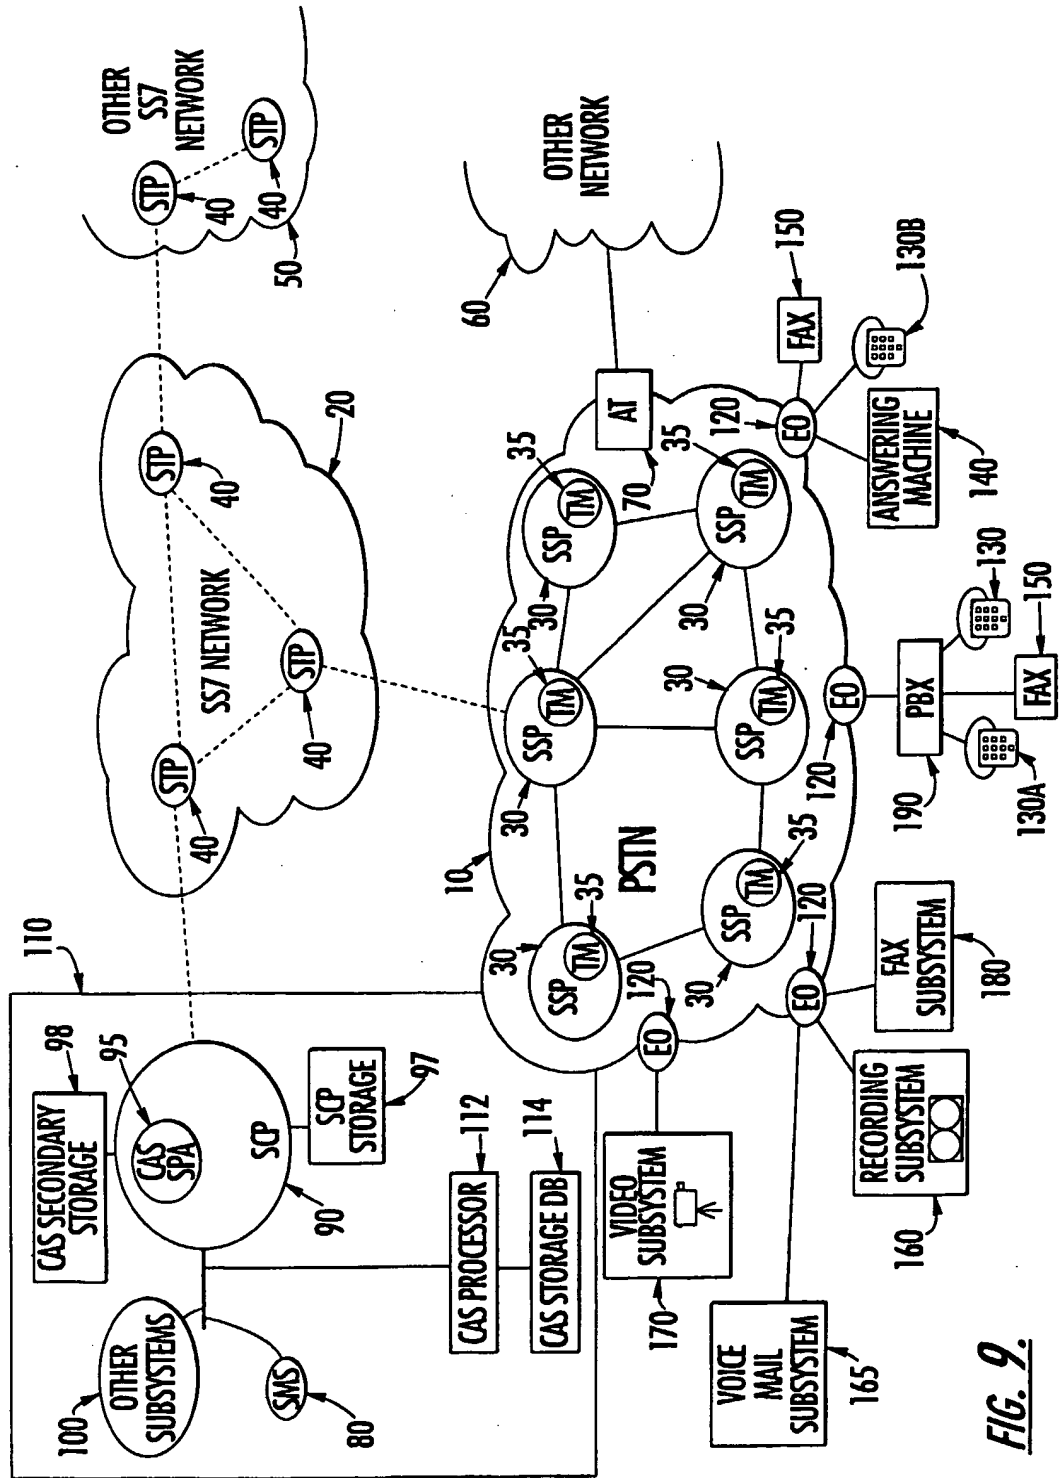 110
CAS SECONDARY
STORAGE
98
95
CAS
SPA
SCP
90
SCP
STORAGE
97
OTHER
SUBSYSTEMS
100
SMS
80
CAS PROCESSOR
112
CAS STORAGE DB
114
SS7 NETWORK
20
STP
40
STP
40
STP
40
OTHER
SS7
NETWORK
STP
40
STP
40
50
OTHER
NETWORK
60
AT
70
PSTN
10
SSP
TM
30
35
SSP
TM
30
35
SSP
TM
30
35
SSP
TM
30
35
SSP
TM
30
35
SSP
TM
30
35
EO
120
VIDEO
SUBSYSTEM
170
EO
120
VOICE
MAIL
SUBSYSTEM
165
RECORDING
SUBSYSTEM
160
FAX
SUBSYSTEM
180
EO
120
PBX
190
130A
FAX
150
130
EO
120
FAX
150
130B
ANSWERING
MACHINE
140
FIG. 9.